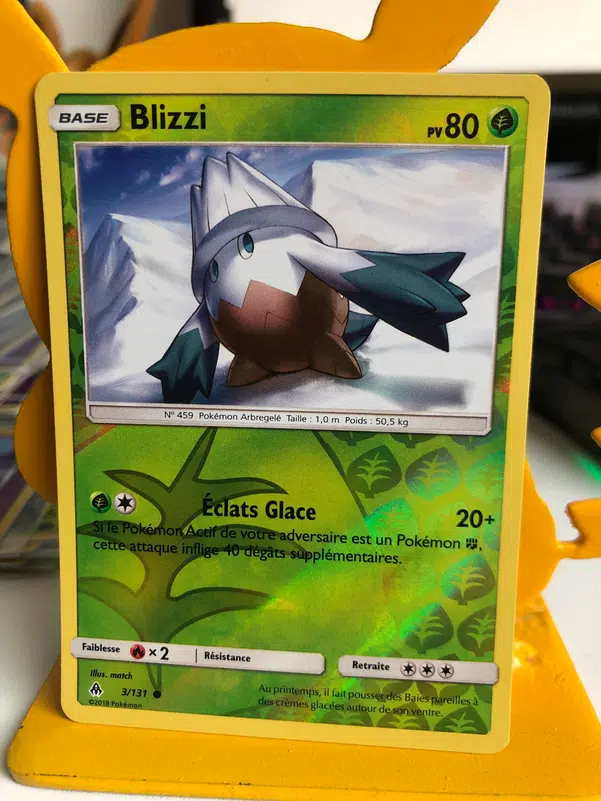 BASE Blizzi PV 80
N° 459 Pokémon Arbregelé Taille : 1,0 m Poids : 50,5 kg
Éclats Glace 20+
Si le Pokémon Actif de votre adversaire est un Pokémon ,
cette attaque inflige 40 dégâts supplémentaires.
Faiblesse × 2 Résistance Retraite
Illus. match
3/131
©2018 Pokémon
Au printemps, il fait pousser des Baies pareilles à
des crèmes glacées autour de son ventre.